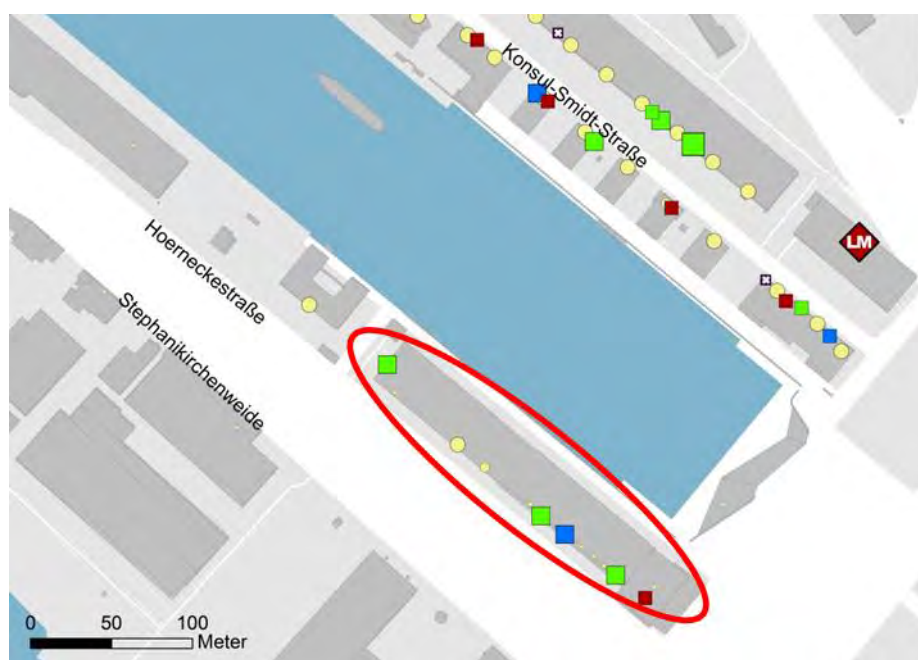 Konsul-Smidt-Straße
LM
Hoerneckestraße
Stephanikirchenweide
0 50 100
Meter